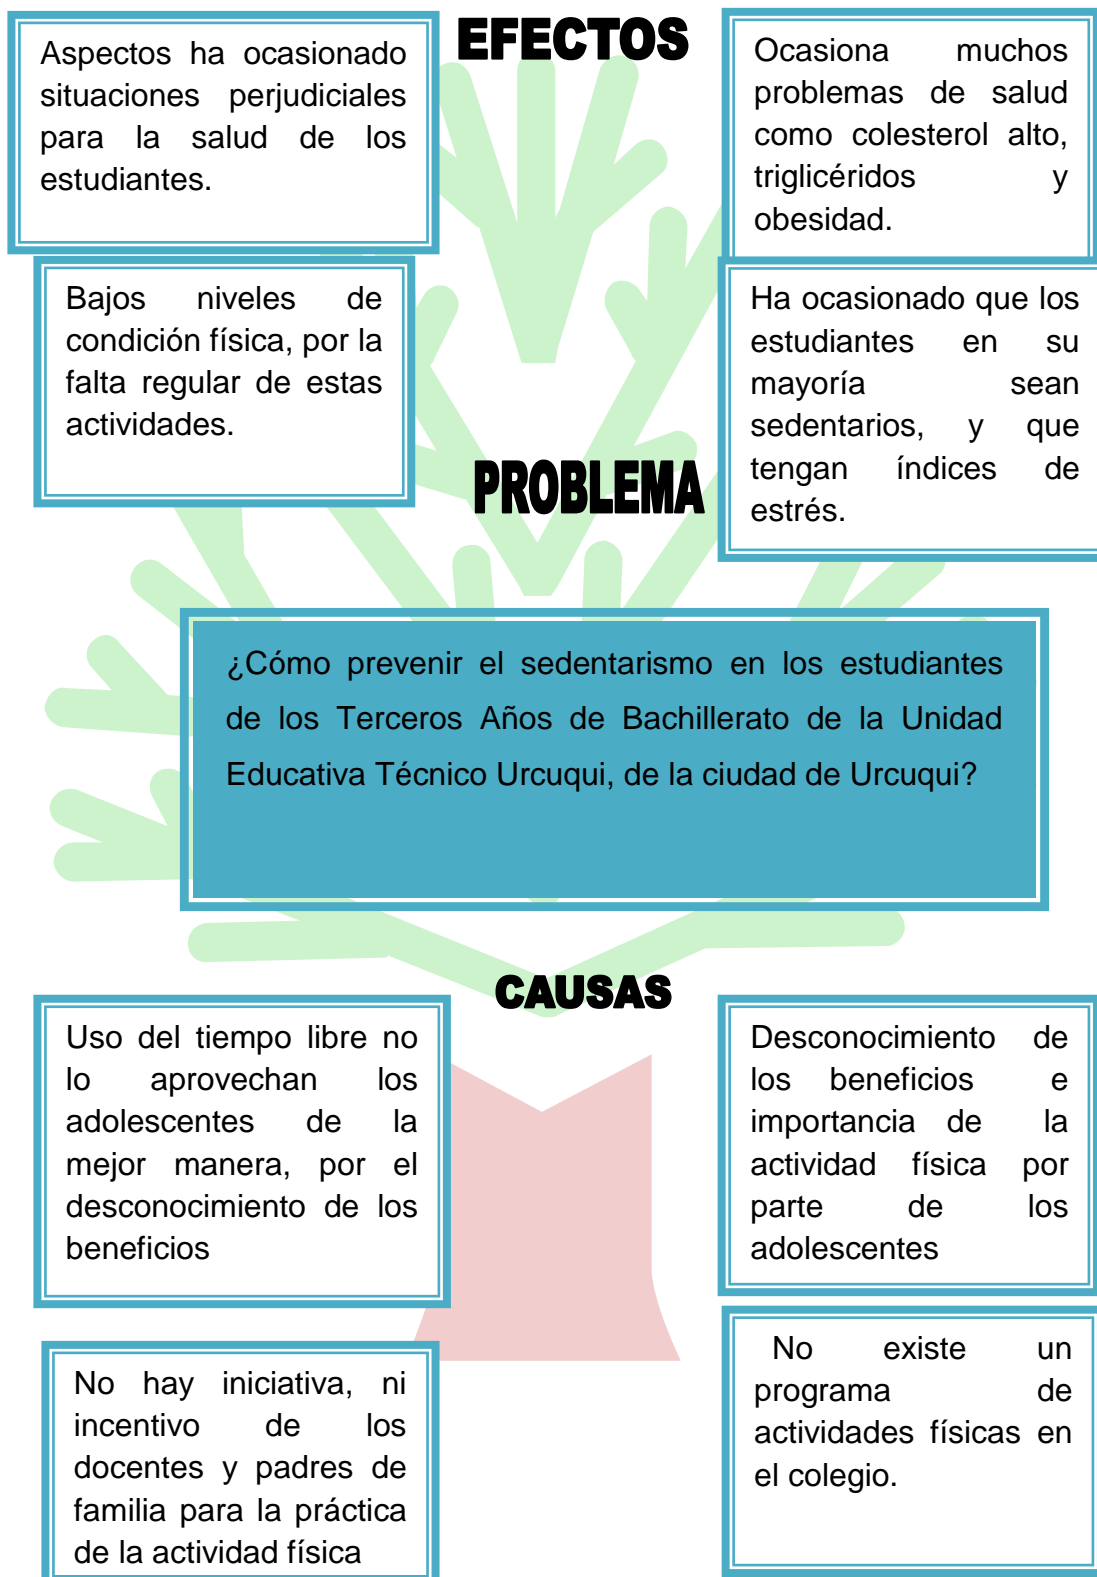 EFECTOS
Aspectos ha ocasionado
situaciones perjudiciales
para la salud de los
estudiantes.
Ocasiona muchos
problemas de salud
como colesterol alto,
triglicéridos y
obesidad.
Bajos niveles de
condición física, por la
falta regular de estas
actividades.
Ha ocasionado que los
estudiantes en su
mayoría sean
sedentarios, y que
tengan índices de
estrés.
PROBLEMA
¿Cómo prevenir el sedentarismo en los estudiantes
de los Terceros Años de Bachillerato de la Unidad
Educativa Técnico Urcuqui, de la ciudad de Urcuqui?
CAUSAS
Uso del tiempo libre no
lo aprovechan los
adolescentes de la
mejor manera, por el
desconocimiento de los
beneficios
Desconocimiento de
los beneficios e
importancia de la
actividad física por
parte de los
adolescentes
No hay iniciativa, ni
incentivo de los
docentes y padres de
familia para la práctica
de la actividad física
No existe un
programa de
actividades físicas en
el colegio.